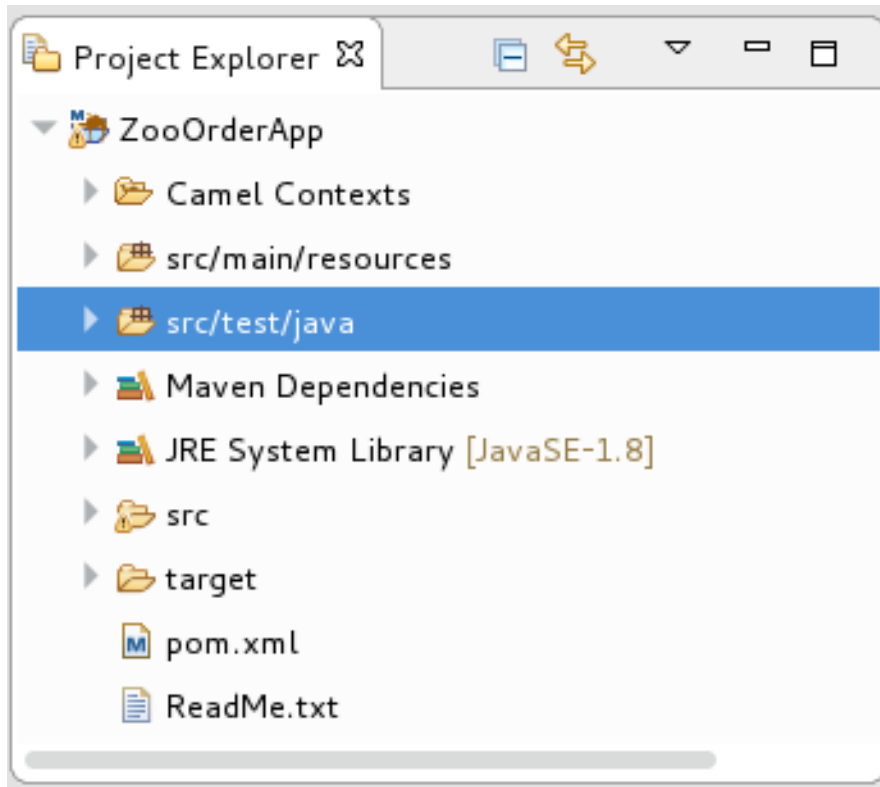 Project Explorer
ZooOrderApp
Camel Contexts
src/main/resources
src/test/java
Maven Dependencies
JRE System Library [JavaSE-1.8]
src
target
pom.xml
ReadMe.txt